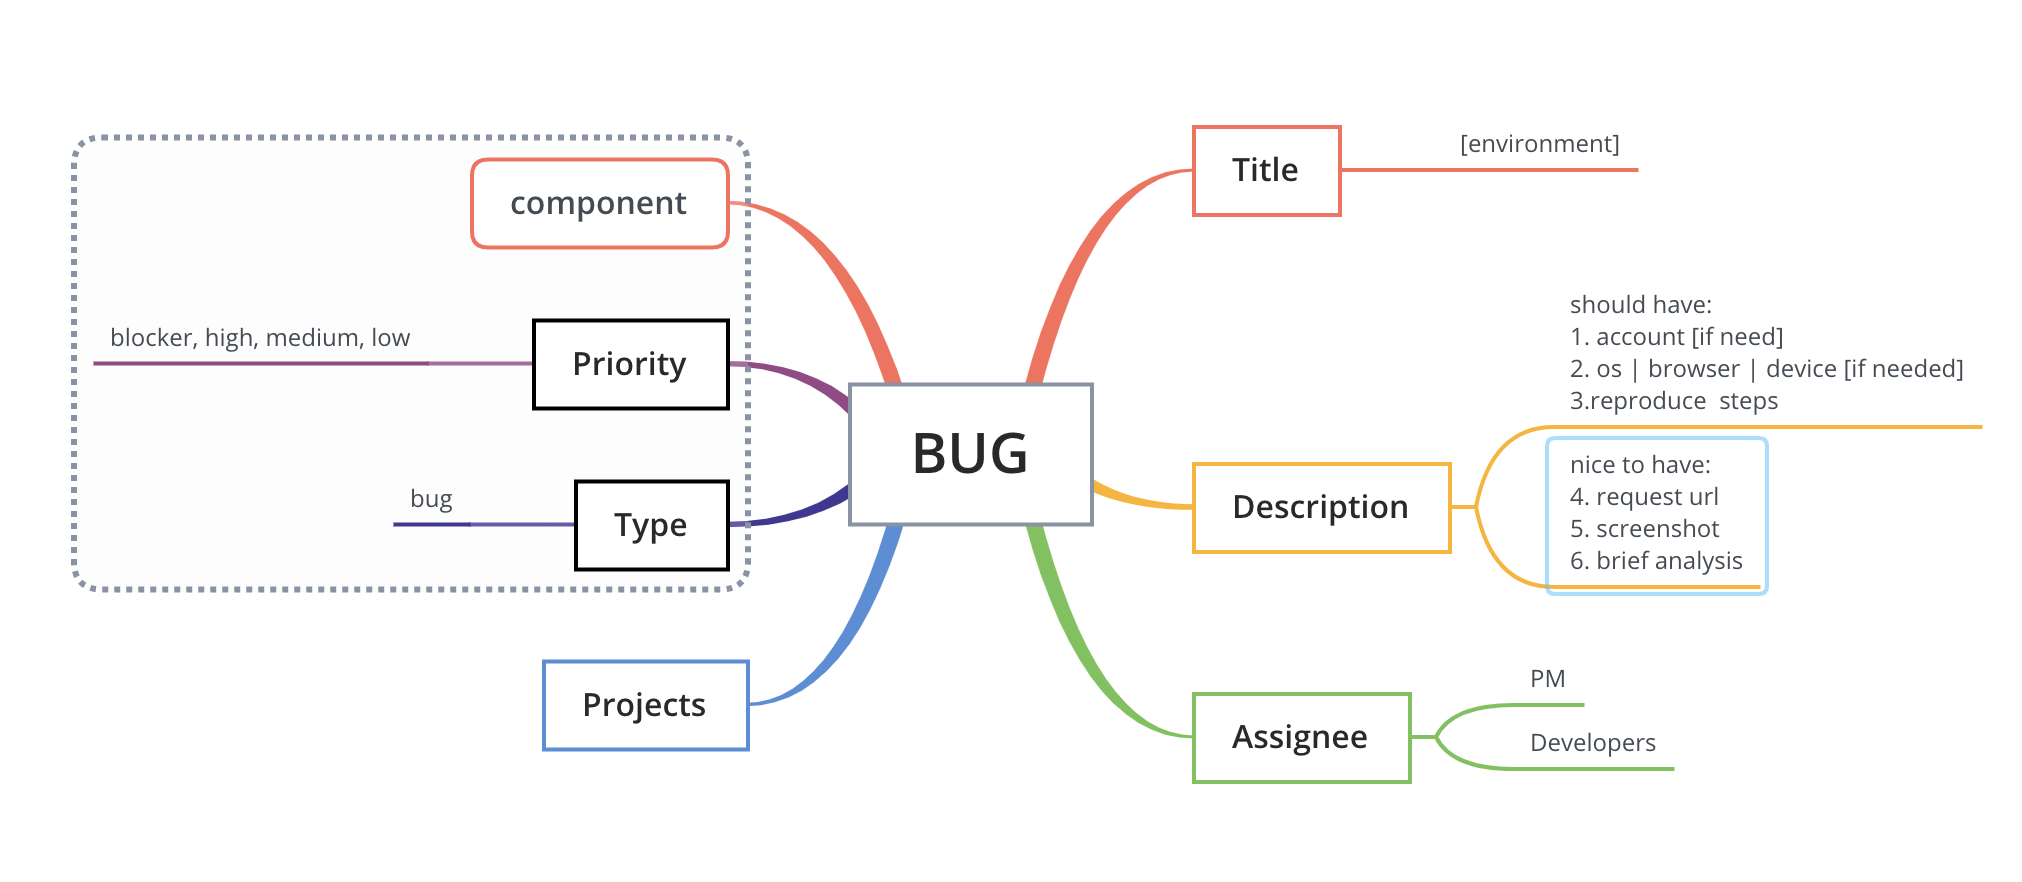 component
blocker, high, medium, low
Priority
bug
Type
Projects
BUG
Title
[environment]
Description
should have:
1. account [if need]
2. os | browser | device [if needed]
3.reproduce  steps
nice to have:
4. request url
5. screenshot
6. brief analysis
Assignee
PM
Developers